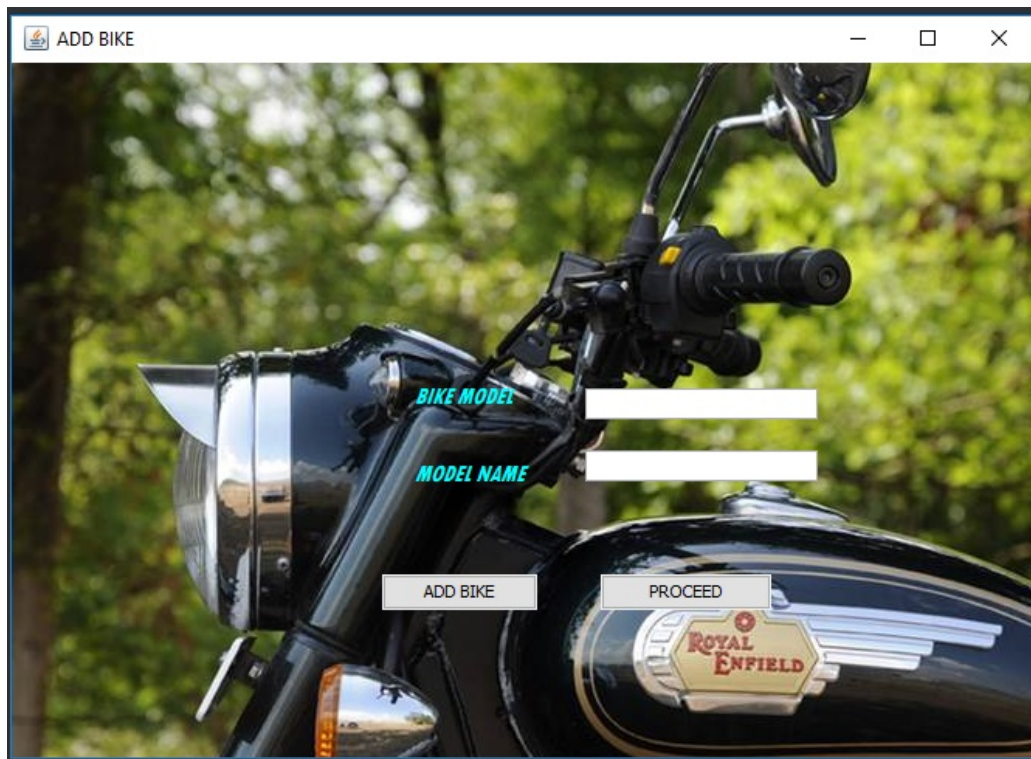 ADD BIKE
BIKE MODEL
MODEL NAME
ADD BIKE
PROCEED
ROYAL
ENFIELD